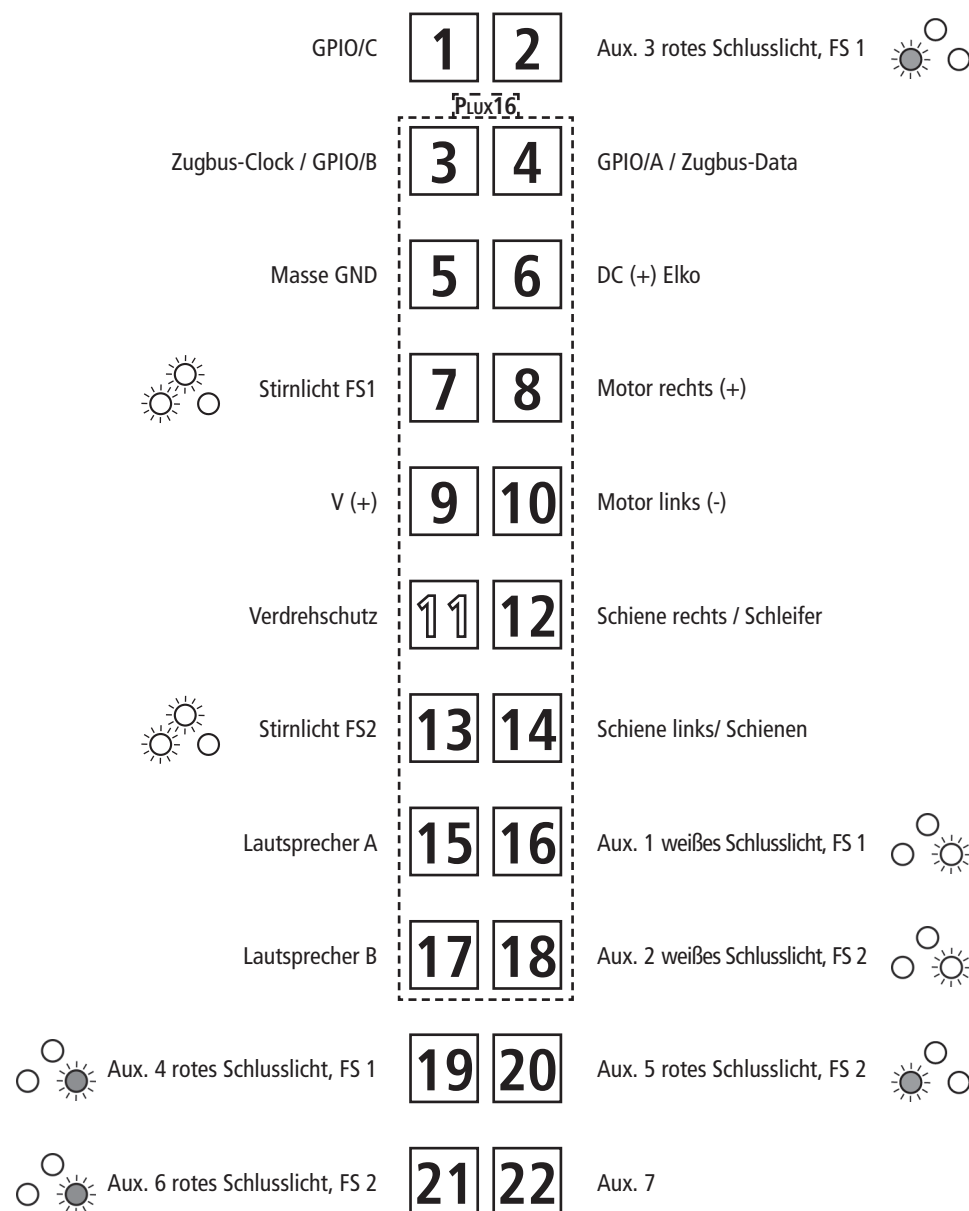 GPIO/C 1 2 Aux. 3 rotes Schlusslicht, FS 1
PLUX16
Zugbus-Clock / GPIO/B 3 4 GPIO/A / Zugbus-Data
Masse GND 5 6 DC (+) Elko
Stirnlicht FS1 7 8 Motor rechts (+)
V (+) 9 10 Motor links (-)
Verdrehschutz 11 12 Schiene rechts / Schleifer
Stirnlicht FS2 13 14 Schiene links/ Schienen
Lautsprecher A 15 16 Aux. 1 weißes Schlusslicht, FS 1
Lautsprecher B 17 18 Aux. 2 weißes Schlusslicht, FS 2
Aux. 4 rotes Schlusslicht, FS 1 19 20 Aux. 5 rotes Schlusslicht, FS 2
Aux. 6 rotes Schlusslicht, FS 2 21 22 Aux. 7